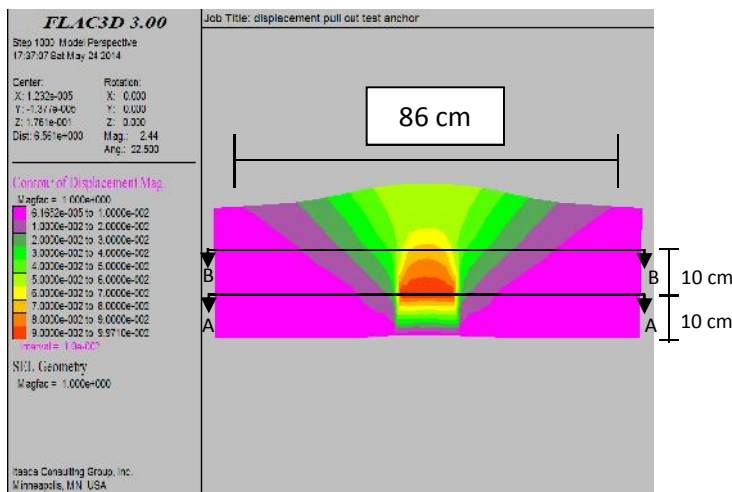 FLAC3D 3.00
Step 1000 Model Perspective
17:37:07 Sat May 24 2014
Center:
X: 1.232e-005
Y: -1.377e-005
Z: 1.761e-001
Dist: 6.561e+000
Rotation:
X: 0.000
Y: 0.000
Z: 0.000
Mag.: 2.44
Ang.: 22.500
Contour of Displacement Mag.
Magfac = 1.000e+000
6.1652e-005 to 1.0000e-002
1.0000e-002 to 2.0000e-002
2.0000e-002 to 3.0000e-002
3.0000e-002 to 4.0000e-002
4.0000e-002 to 5.0000e-002
5.0000e-002 to 6.0000e-002
6.0000e-002 to 7.0000e-002
7.0000e-002 to 8.0000e-002
8.0000e-002 to 9.0000e-002
9.0000e-002 to 9.9710e-002
Interval = 1.0e-002
SEL Geometry
Magfac = 1.000e+000
Itasca Consulting Group, Inc.
Minneapolis, MN USA
Job Title: displacement pull out test anchor
86 cm
B
B
10 cm
A
A
10 cm